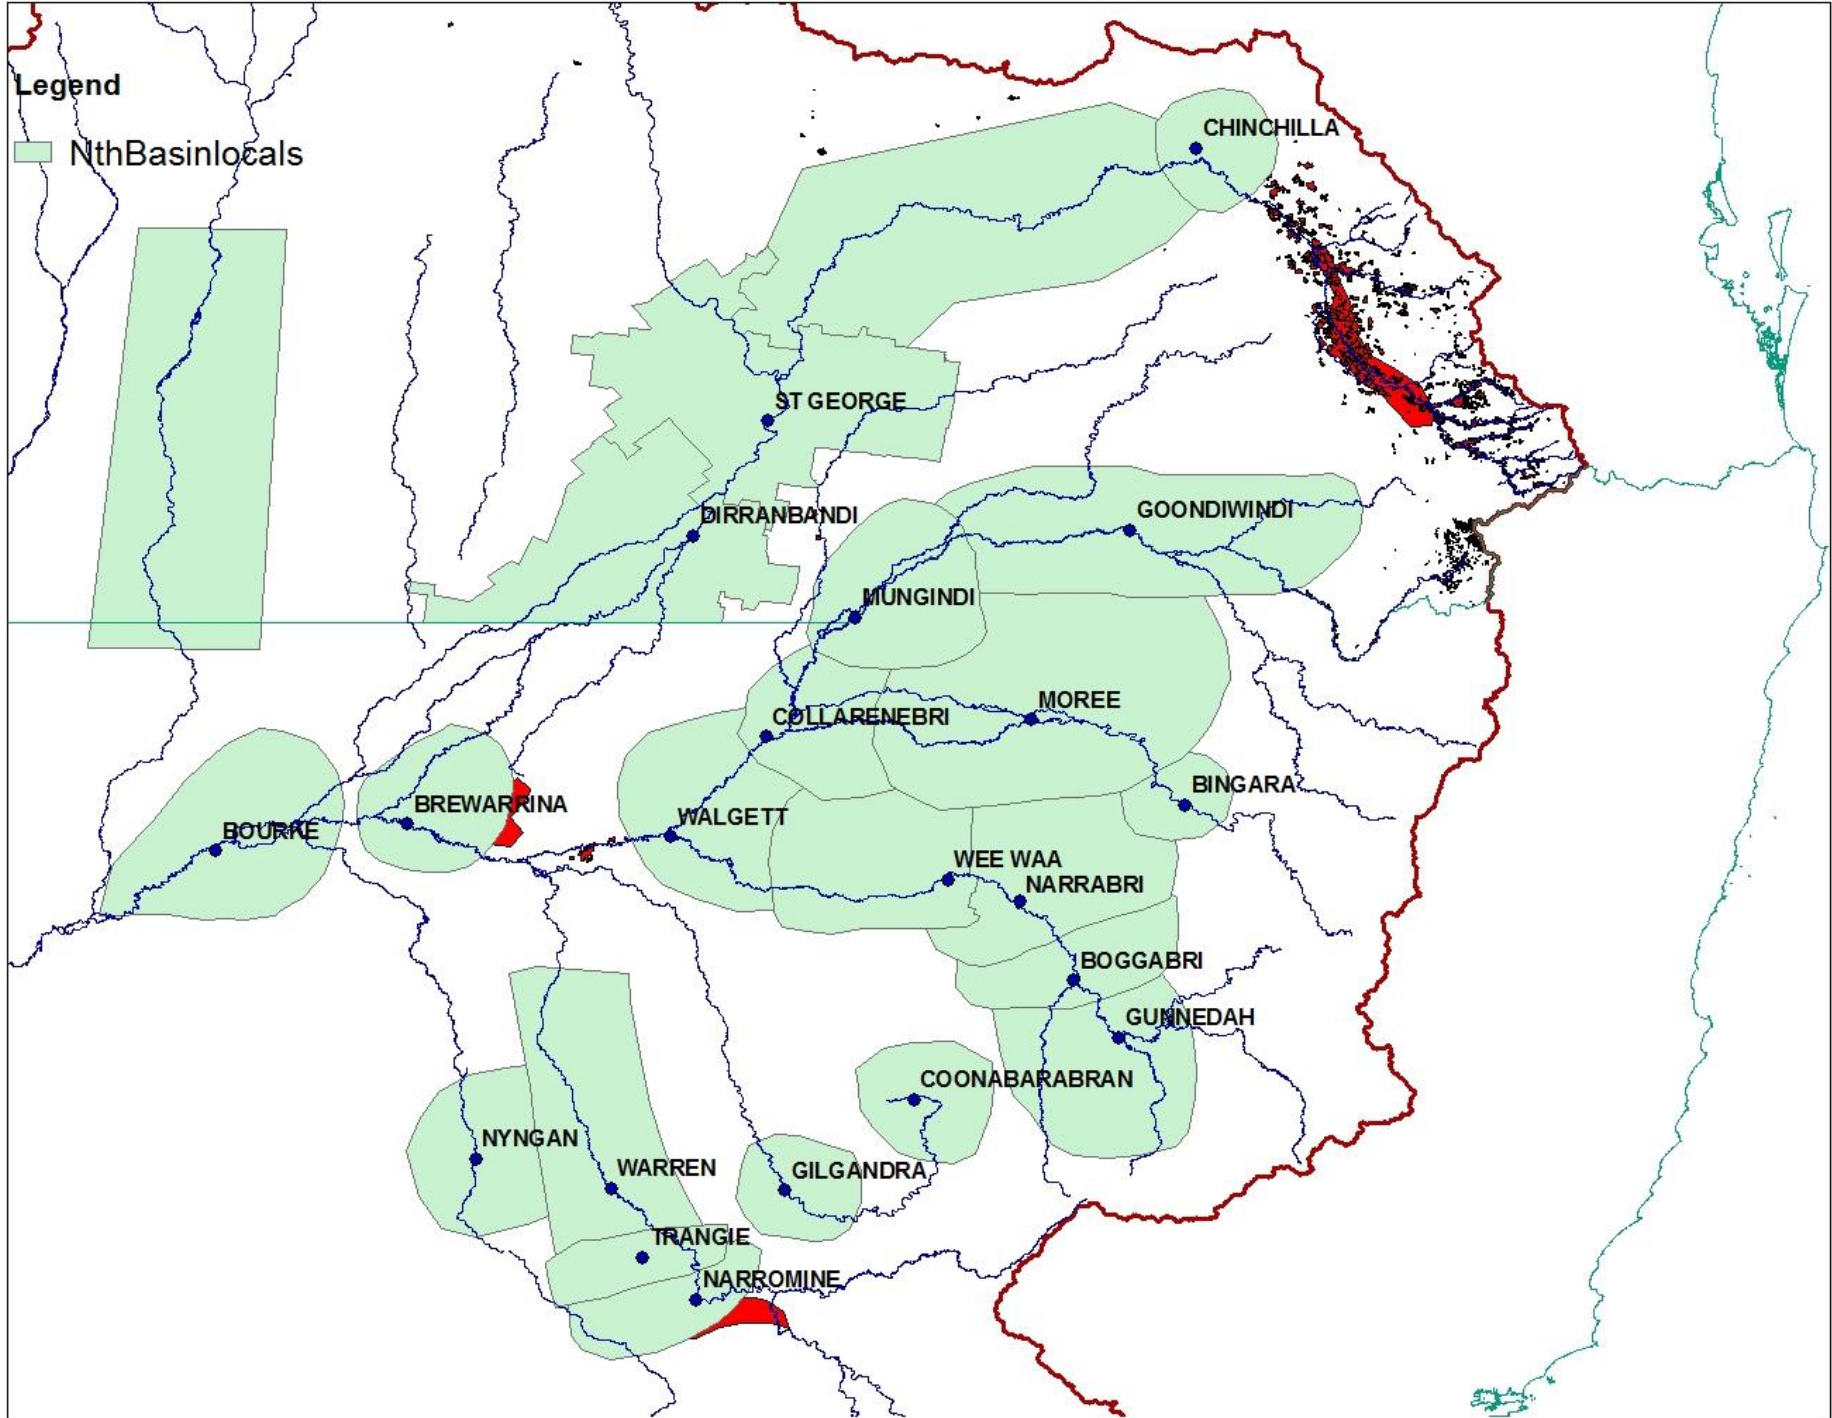 Legend
NthBasinlocals
CHINCHILLA
ST GEORGE
DIRRANBANDI
GOONDIWINDI
MUNGINDI
MOREE
COLLARENEBRI
BINGARA
BREWARRINA
WALGETT
BOURKE
WEE WAA
NARRABRI
BOGGABRI
GUNNEDAH
COONABARABRAN
NYNGAN
WARREN
GILGANDRA
TRANGIE
NARROMINE